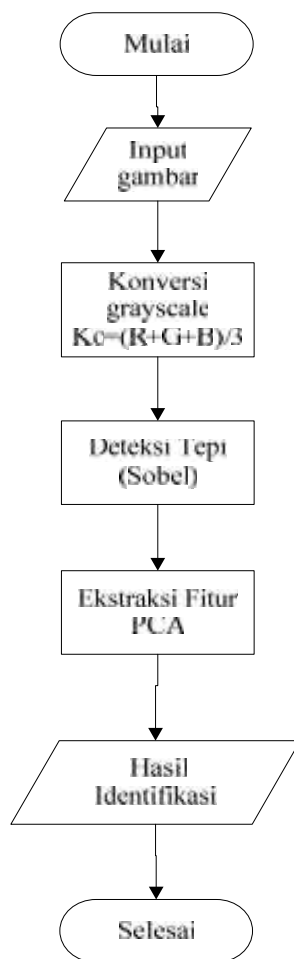 Mulai
Input
gambar
Konversi
grayscale
Kc=(R+G+B)/3
Deteksi Tepi
(Sobel)
Ekstraksi Fitur
PCA
Hasil
Identifikasi
Selesai